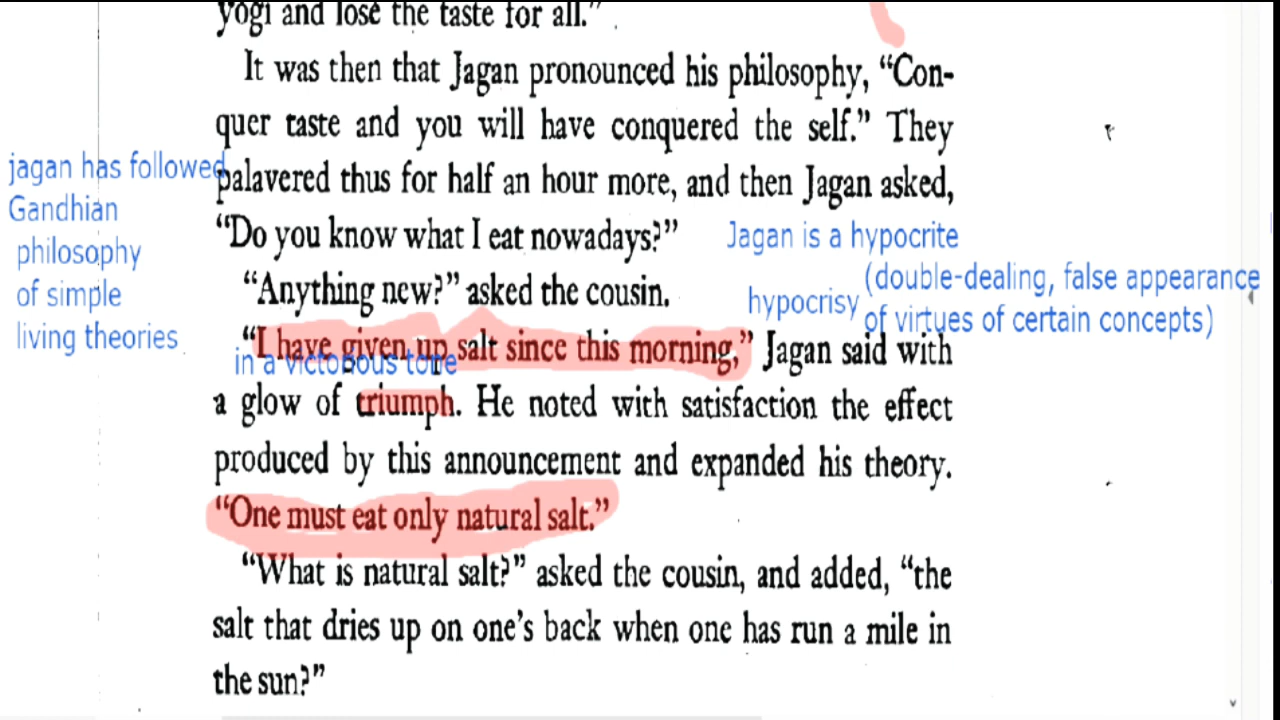 yogi and lose the taste for all."
It was then that Jagan pronounced his philosophy, "Con-
quer taste and you will have conquered the self." They
palavered thus for half an hour more, and then Jagan asked,
"Do you know what I eat nowadays?"
"Anything new?" asked the cousin.
"I have given up salt since this morning," Jagan said with
a glow of triumph. He noted with satisfaction the effect
produced by this announcement and expanded his theory.
"One must eat only natural salt."
"What is natural salt?" asked the cousin, and added, "the
salt that dries up on one's back when one has run a mile in
the sun?"
jagan has followed
Gandhian
philosophy
of simple
living theories
Jagan is a hypocrite
(double-dealing, false appearance
hypocrisy
of virtues of certain concepts)
in a victorious tone